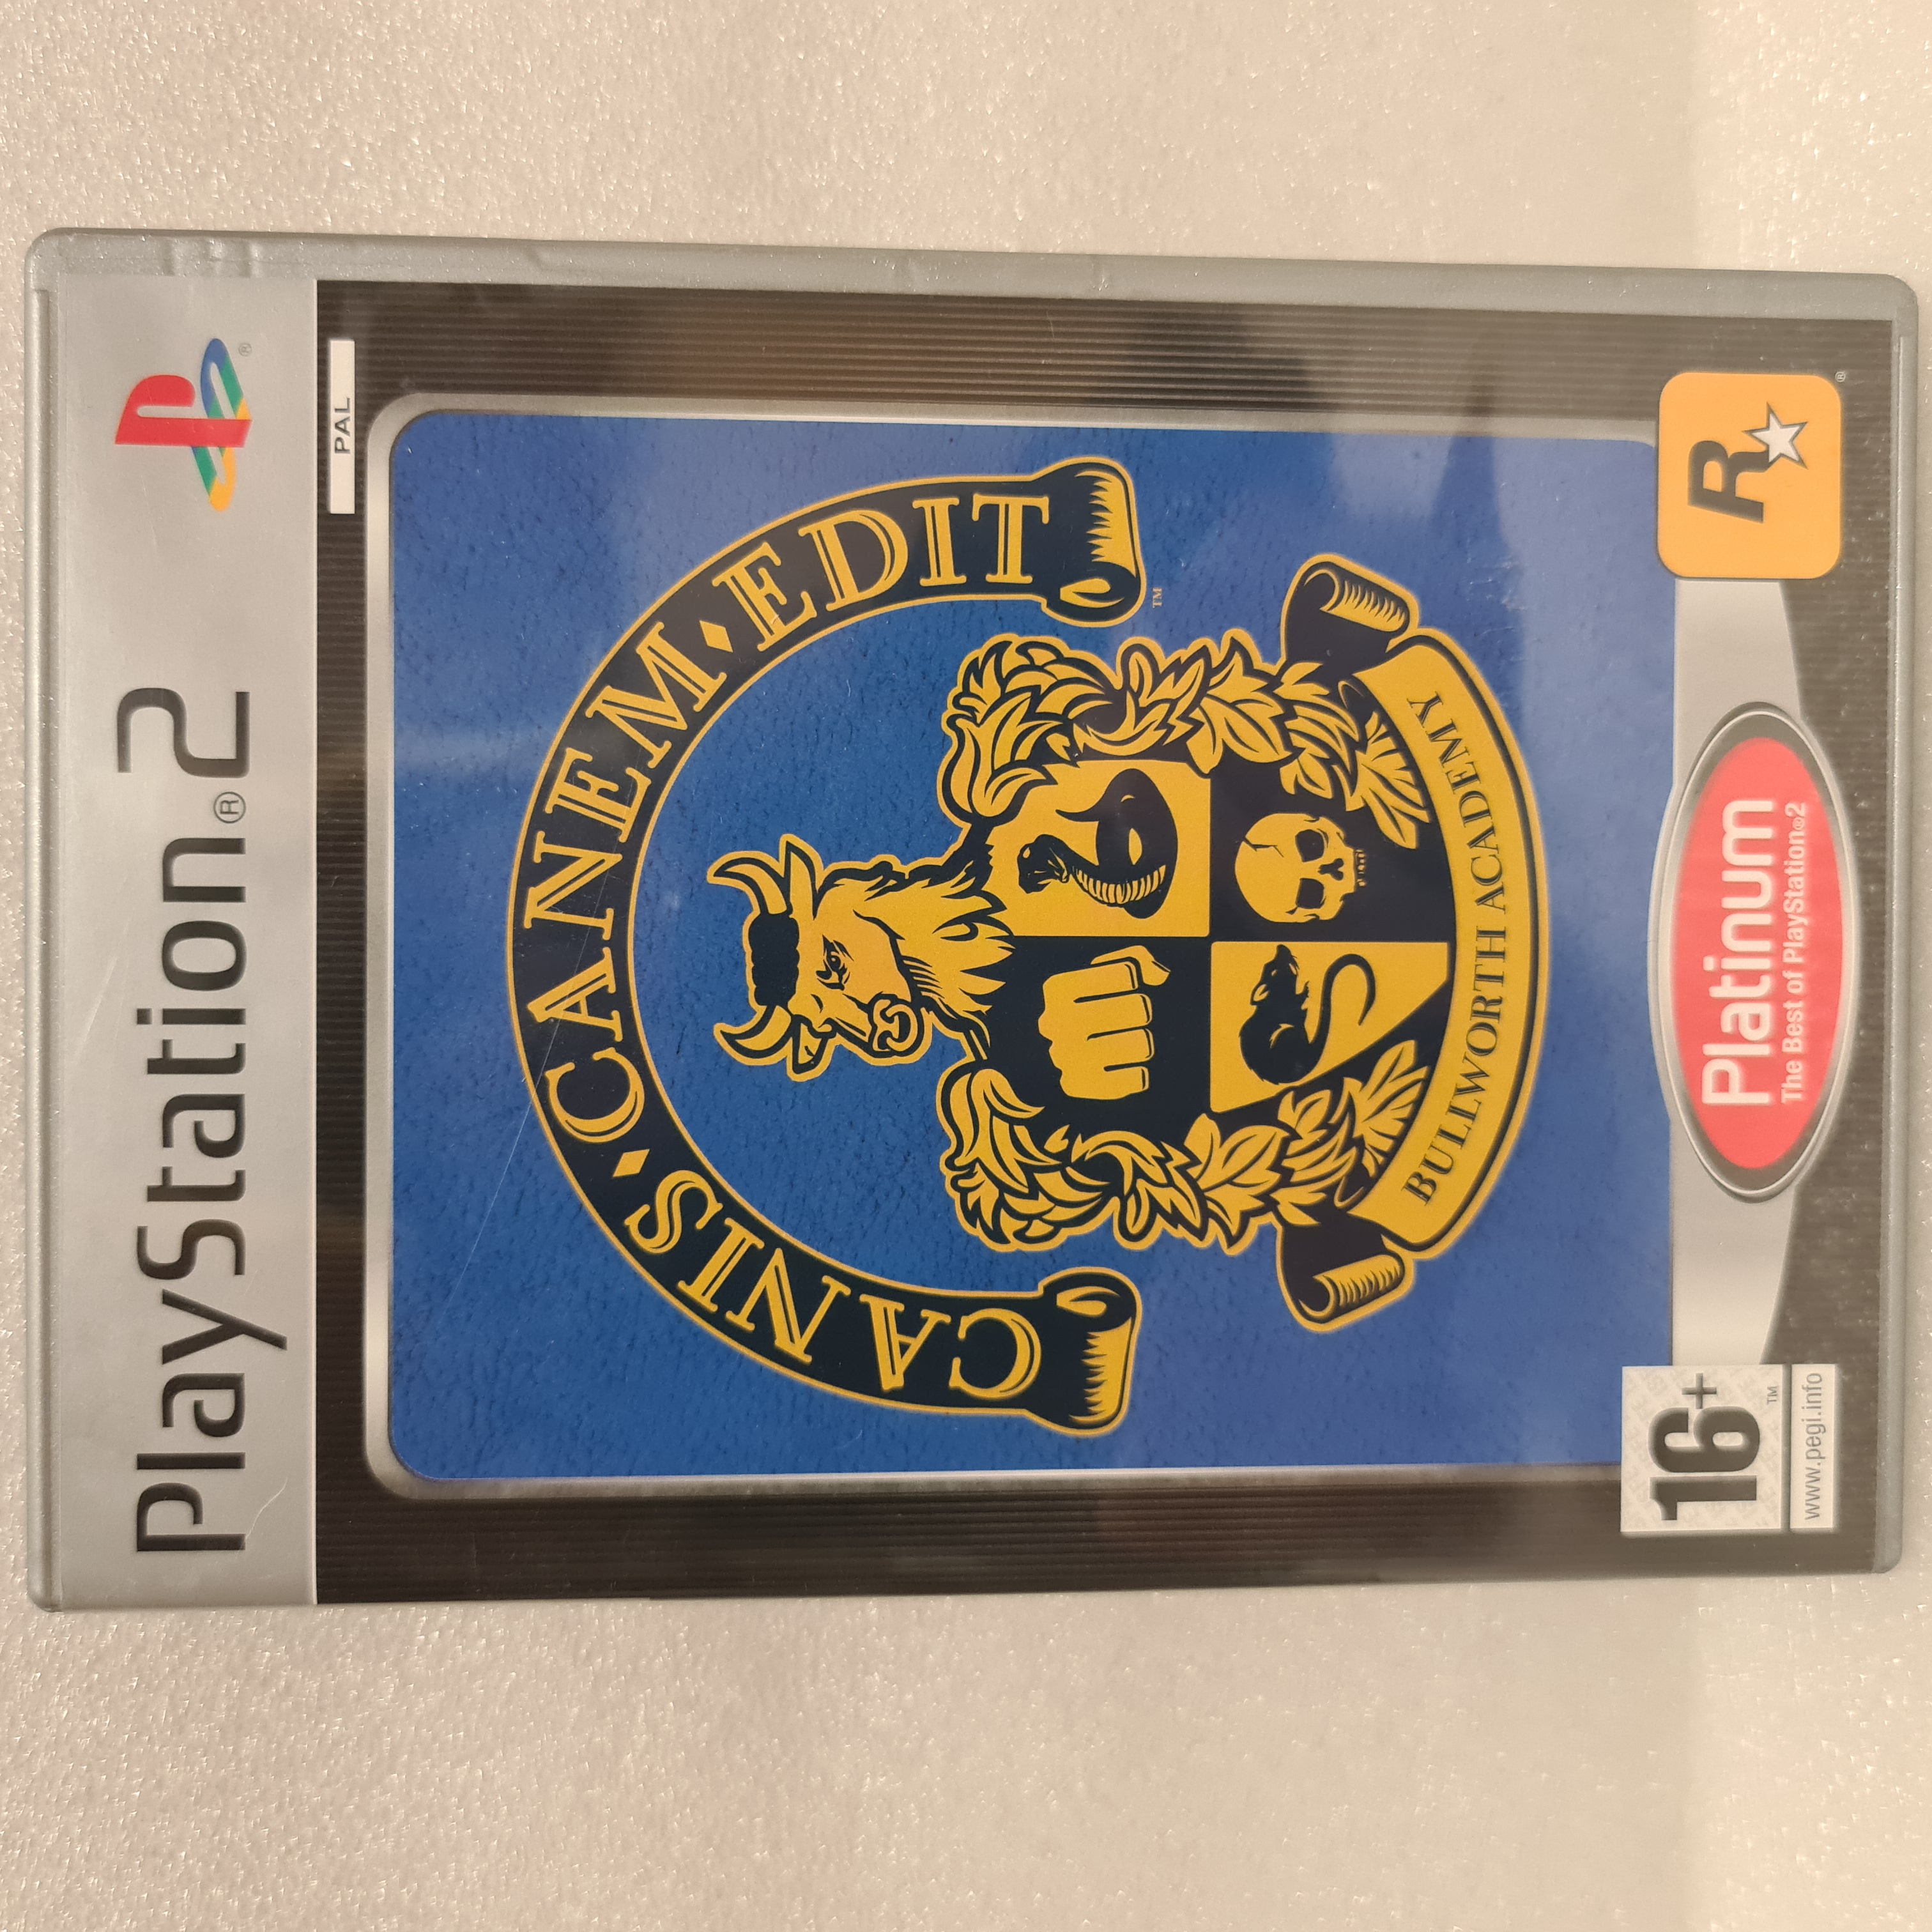 PlayStation®2
®
PAL
CANIS · CANEM · EDIT
™
BULLWORTH ACADEMY
16+
™
www.pegi.info
Platinum
The Best of PlayStation®2
R
®